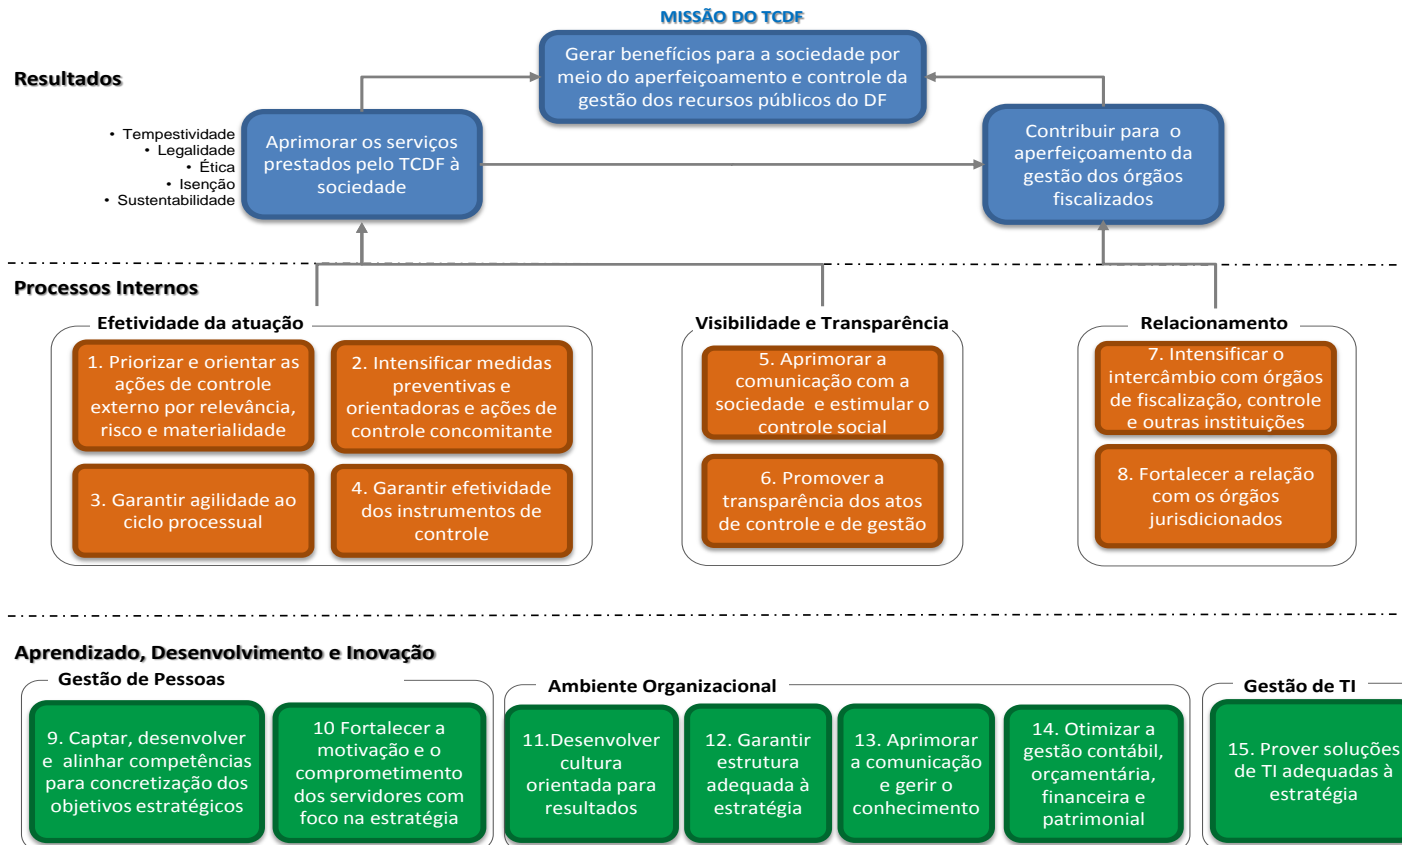 MISSÃO DO TCDF
Gerar benefícios para a sociedade por
meio do aperfeiçoamento e controle da
gestão dos recursos públicos do DF
Resultados
• Tempestividade
• Legalidade
• Ética
• Isenção
• Sustentabilidade
Aprimorar os serviços
prestados pelo TCDF à
sociedade
Contribuir para o
aperfeiçoamento da
gestão dos órgãos
fiscalizados
Processos Internos
Efetividade da atuação
1. Priorizar e orientar as
ações de controle
externo por relevância,
risco e materialidade
2. Intensificar medidas
preventivas e
orientadoras e ações de
controle concomitante
3. Garantir agilidade ao
ciclo processual
4. Garantir efetividade
dos instrumentos de
controle
Visibilidade e Transparência
5. Aprimorar a
comunicação com a
sociedade e estimular o
controle social
6. Promover a
transparência dos atos
de controle e de gestão
Relacionamento
7. Intensificar o
intercâmbio com órgãos
de fiscalização, controle
e outras instituições
8. Fortalecer a relação
com os órgãos
jurisdicionados
Aprendizado, Desenvolvimento e Inovação
Gestão de Pessoas
9. Captar, desenvolver
e alinhar competências
para concretização dos
objetivos estratégicos
10 Fortalecer a
motivação e o
comprometimento
dos servidores com
foco na estratégia
Ambiente Organizacional
11.Desenvolver
cultura
orientada para
resultados
12. Garantir
estrutura
adequada à
estratégia
13. Aprimorar
a comunicação
e gerir o
conhecimento
14. Otimizar a
gestão contábil,
orçamentária,
financeira e
patrimonial
Gestão de TI
15. Prover soluções
de TI adequadas à
estratégia